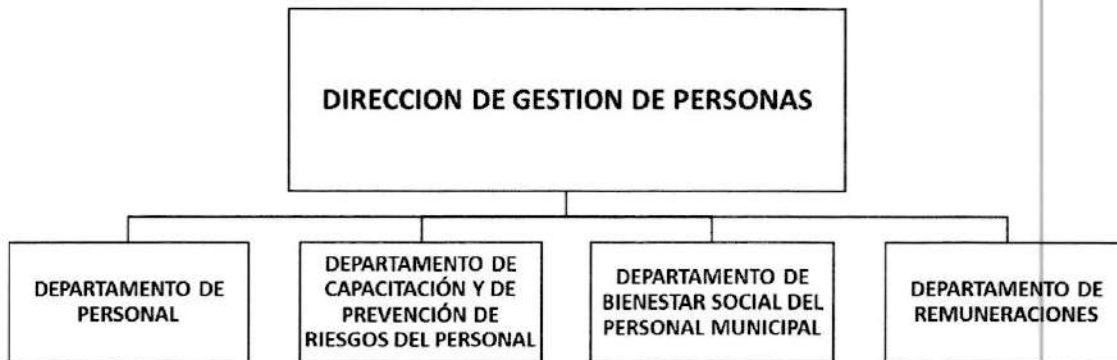 DIRECCION DE GESTION DE PERSONAS
DEPARTAMENTO DE
PERSONAL
DEPARTAMENTO DE
CAPACITACIÓN Y DE
PREVENCIÓN DE
RIESGOS DEL PERSONAL
DEPARTAMENTO DE
BIENESTAR SOCIAL DEL
PERSONAL MUNICIPAL
DEPARTAMENTO DE
REMUNERACIONES